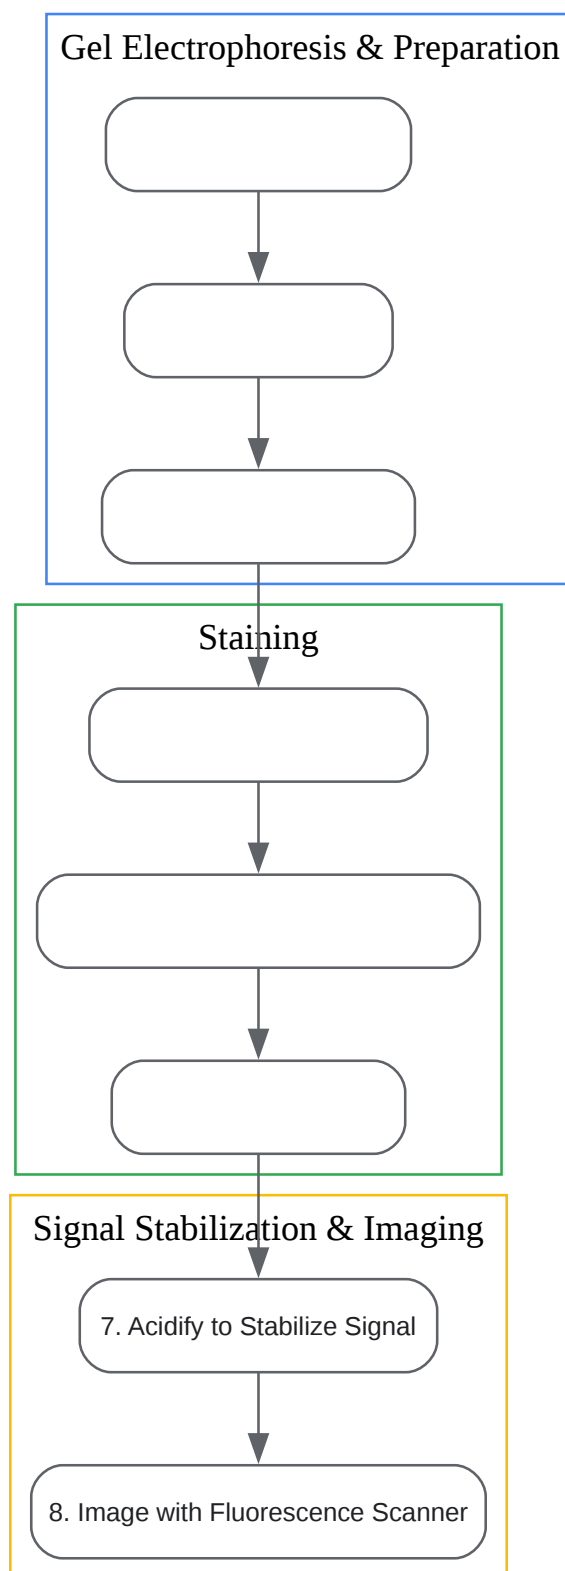 Gel Electrophoresis & Preparation
Staining
Signal Stabilization & Imaging
7. Acidify to Stabilize Signal
8. Image with Fluorescence Scanner